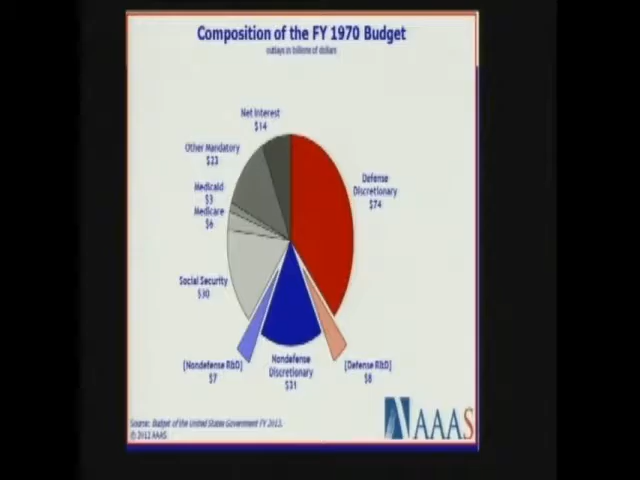 Composition of the FY 1970 Budget
outlays in billions of dollars
Net Interest
$14
Other Mandatory
$23
Defense
Discretionary
$74
Medicaid
$3
Medicare
$6
Social Security
$30
[Nondefense R&D]
$7
Nondefense
Discretionary
$31
[Defense R&D]
$8
Source: Budget of the United States Government FY 2013.
© 2012 AAAS
AAAS